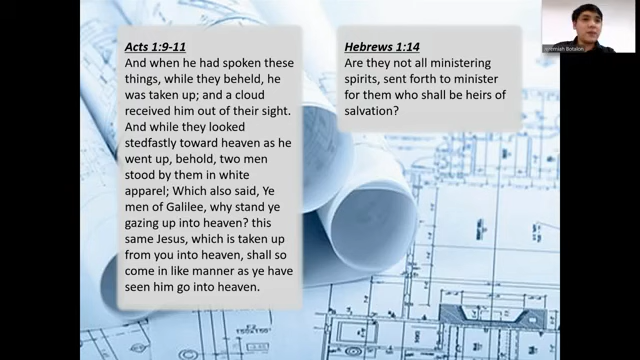 Acts 1:9-11
And when he had spoken these
things, while they beheld, he
was taken up; and a cloud
received him out of their sight.
And while they looked
stedfastly toward heaven as he
went up, behold, two men
stood by them in white
apparel; Which also said, Ye
men of Galilee, why stand ye
gazing up into heaven? this
same Jesus, which is taken up
from you into heaven, shall so
come in like manner as ye have
seen him go into heaven.
Hebrews 1:14
Are they not all ministering
spirits, sent forth to minister
for them who shall be heirs of
salvation?
Jeremiah Botalon